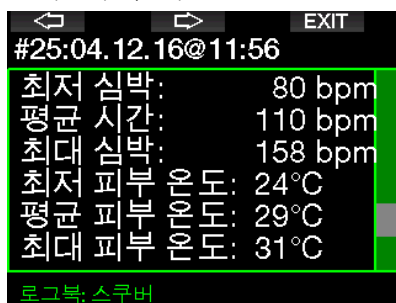 EXIT
#25:04.12.16@11:56
최저 심박: 80 bpm
평균 시간: 110 bpm
최대 심박: 158 bpm
최저 피부 온도: 24°C
평균 피부 온도: 29°C
최대 피부 온도: 31°C
로그북: 스쿠버